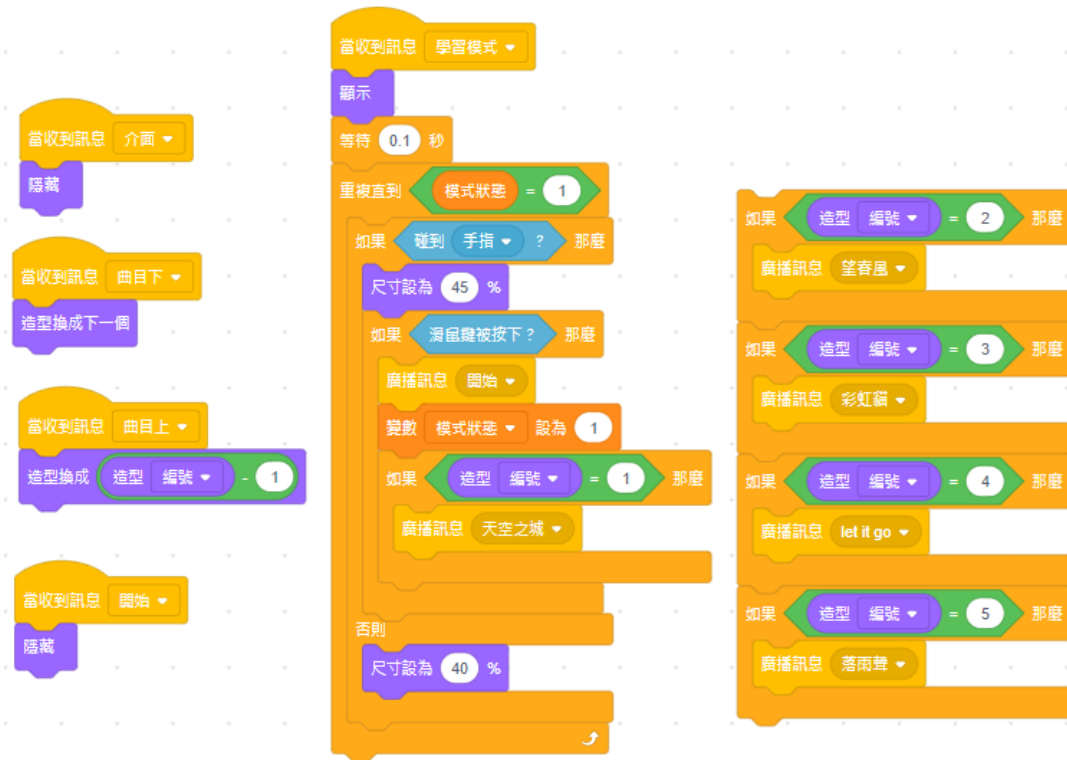 當收到訊息 介面
隱藏
當收到訊息 曲目下
造型換成下一個
當收到訊息 曲目上
造型換成 造型 編號 - 1
當收到訊息 開始
隱藏
當收到訊息 學習模式
顯示
等待 0.1 秒
重複直到 模式狀態 = 1
如果 碰到 手指 ? 那麼
尺寸設為 45 %
如果 滑鼠鍵被按下? 那麼
廣播訊息 開始
變數 模式狀態 設為 1
如果 造型 編號 = 1 那麼
廣播訊息 天空之城
否則
尺寸設為 40 %
如果 造型 編號 = 2 那麼
廣播訊息 望春風
如果 造型 編號 = 3 那麼
廣播訊息 彩虹貓
如果 造型 編號 = 4 那麼
廣播訊息 let it go
如果 造型 編號 = 5 那麼
廣播訊息 落雨聲